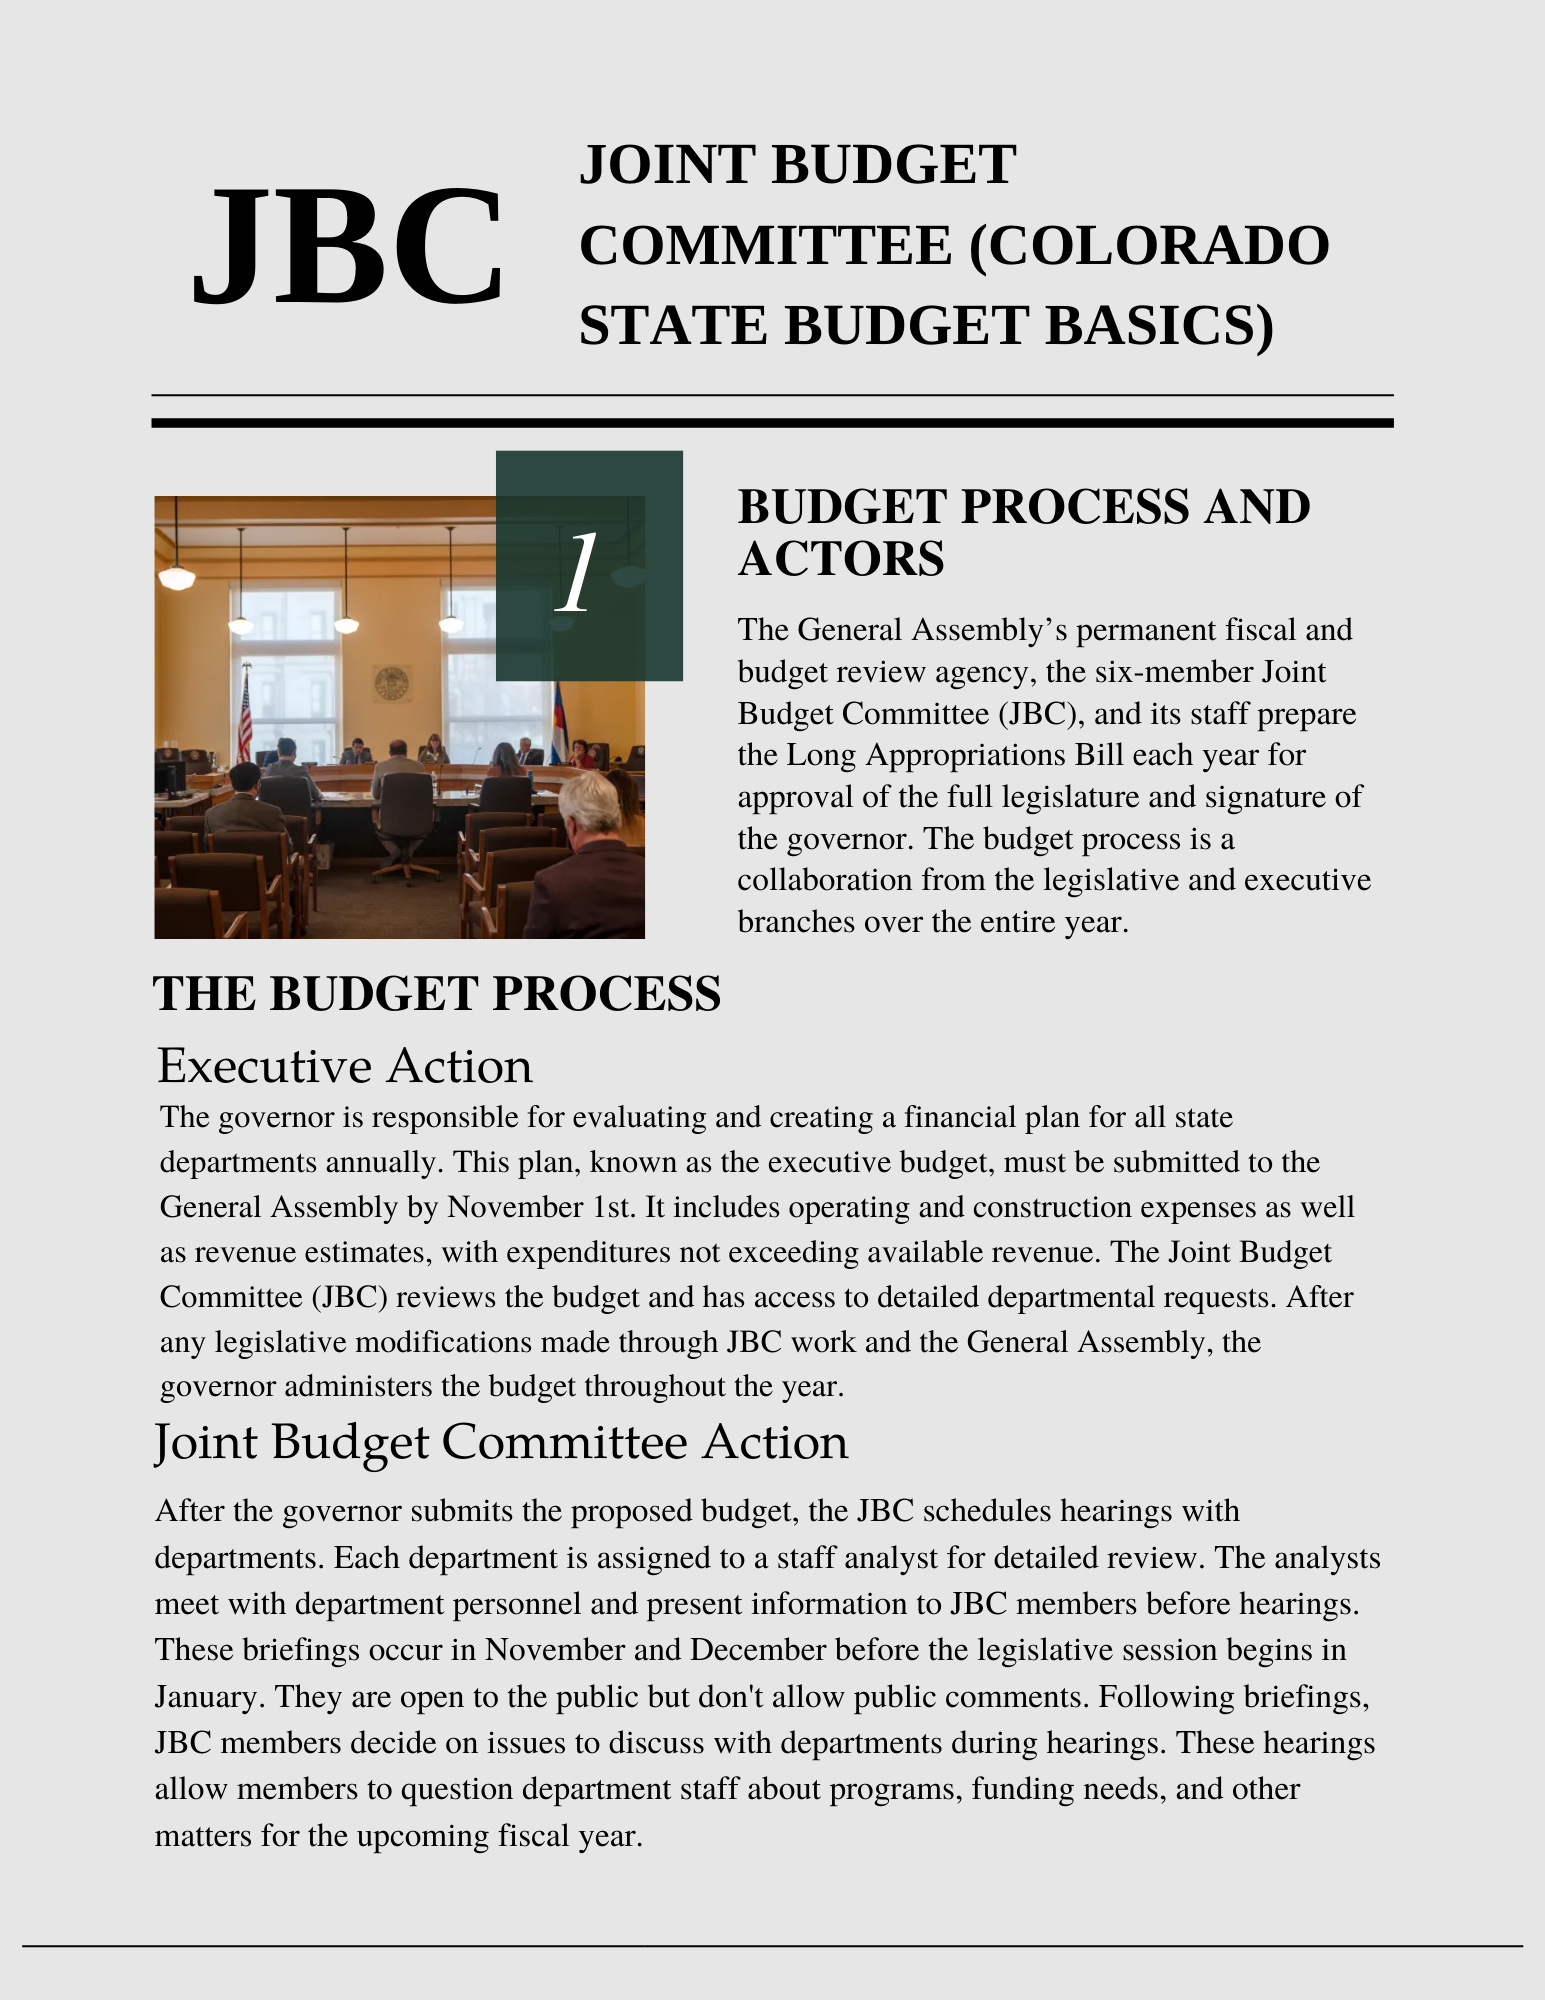 JBC
JOINT BUDGET
COMMITTEE (COLORADO
STATE BUDGET BASICS)
1
BUDGET PROCESS AND
ACTORS
The General Assembly’s permanent fiscal and
budget review agency, the six-member Joint
Budget Committee (JBC), and its staff prepare
the Long Appropriations Bill each year for
approval of the full legislature and signature of
the governor. The budget process is a
collaboration from the legislative and executive
branches over the entire year.
THE BUDGET PROCESS
Executive Action
The governor is responsible for evaluating and creating a financial plan for all state
departments annually. This plan, known as the executive budget, must be submitted to the
General Assembly by November 1st. It includes operating and construction expenses as well
as revenue estimates, with expenditures not exceeding available revenue. The Joint Budget
Committee (JBC) reviews the budget and has access to detailed departmental requests. After
any legislative modifications made through JBC work and the General Assembly, the
governor administers the budget throughout the year.
Joint Budget Committee Action
After the governor submits the proposed budget, the JBC schedules hearings with
departments. Each department is assigned to a staff analyst for detailed review. The analysts
meet with department personnel and present information to JBC members before hearings.
These briefings occur in November and December before the legislative session begins in
January. They are open to the public but don't allow public comments. Following briefings,
JBC members decide on issues to discuss with departments during hearings. These hearings
allow members to question department staff about programs, funding needs, and other
matters for the upcoming fiscal year.